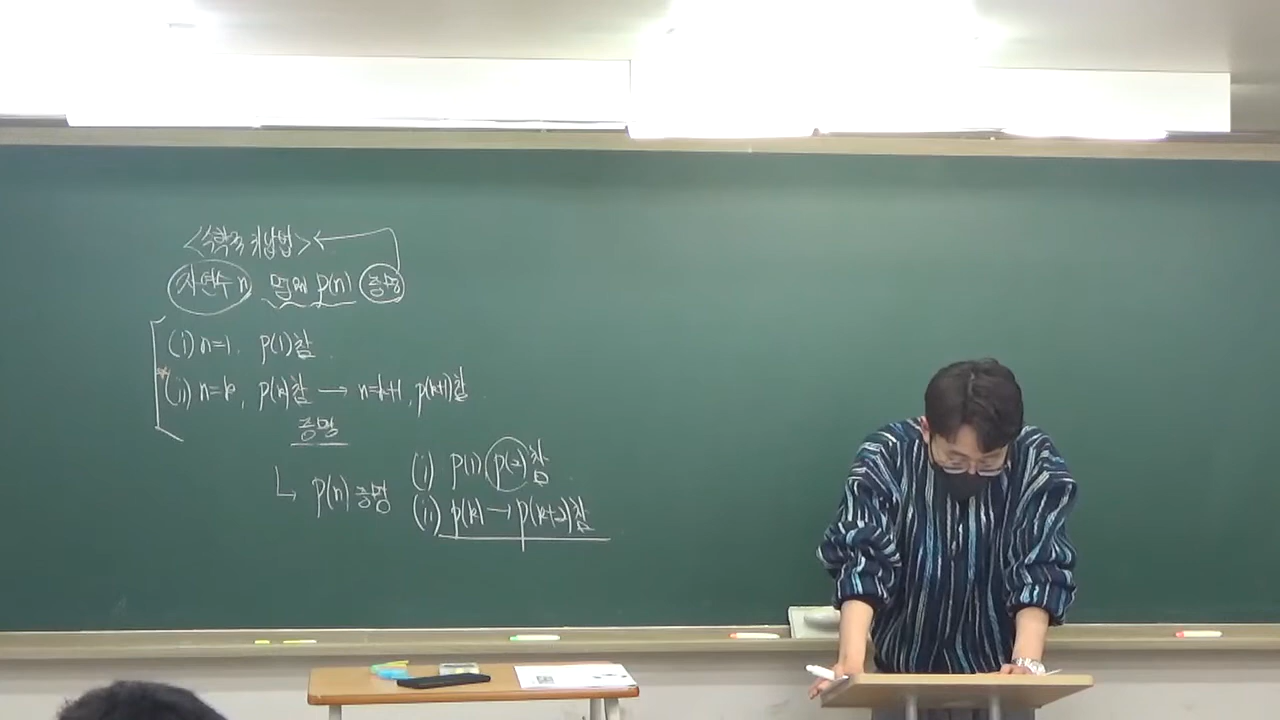 <수학적 귀납법>
자연수 n 명제 p(n) 증명
(i) n=1, p(1)참
(ii) n=k, p(k)참 → n=k+1, p(k+1)참
증명
p(n) 증명
(i) p(1), p(2)참
(ii) p(k) → p(k+2)참